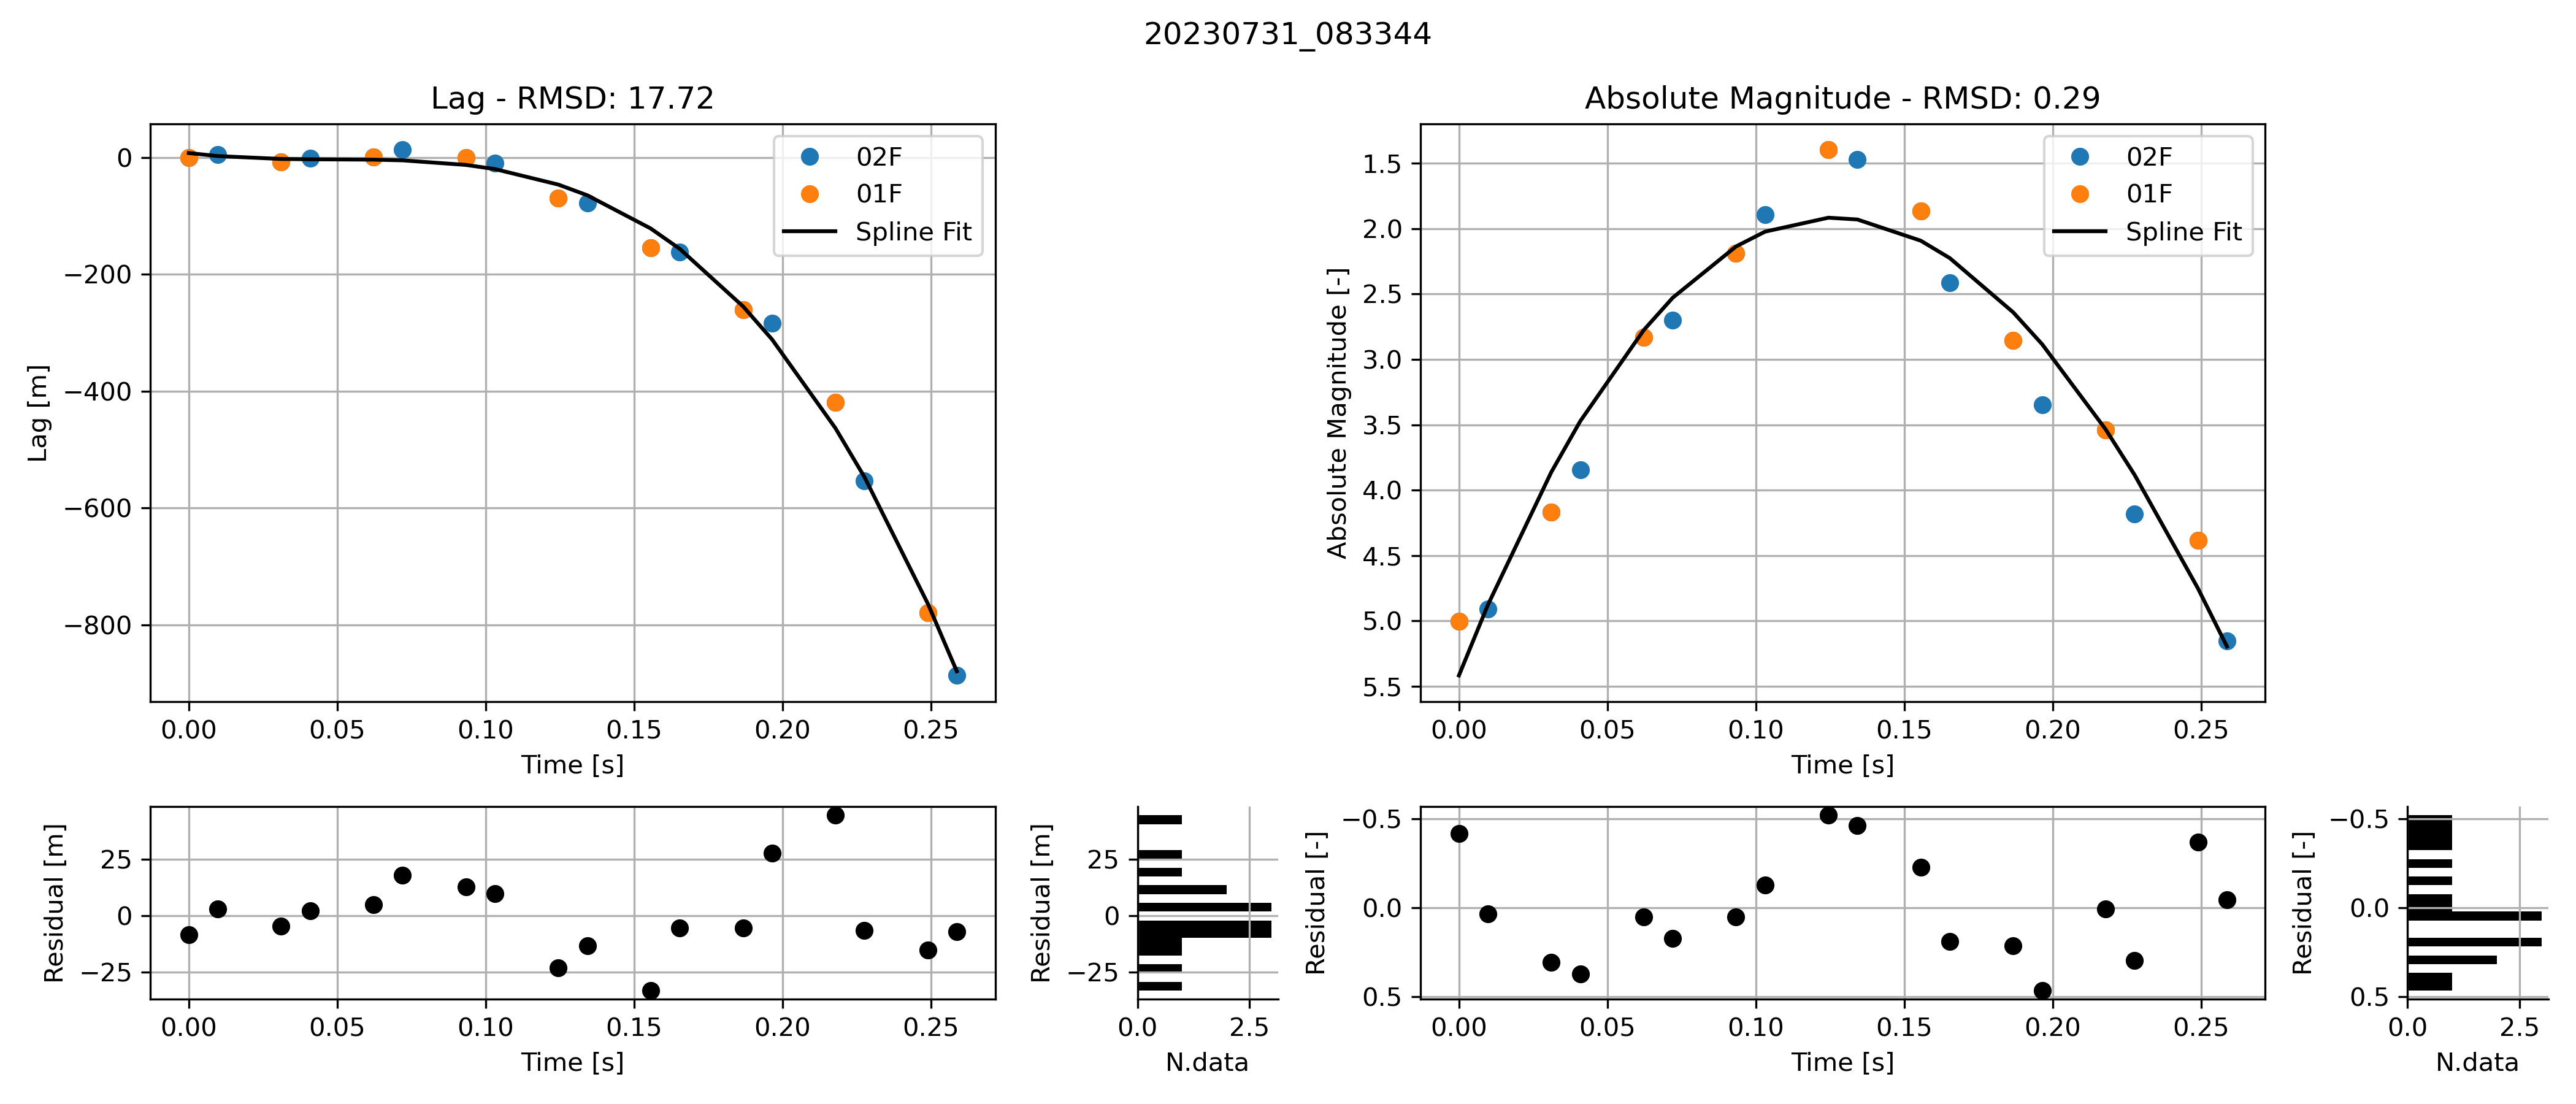 20230731_083344
Lag - RMSD: 17.72
02F
01F
Spline Fit
0
−200
−400
−600
−800
Lag [m]
0.00 0.05 0.10 0.15 0.20 0.25
Time [s]
Absolute Magnitude - RMSD: 0.29
02F
01F
Spline Fit
1.5
2.0
2.5
3.0
3.5
4.0
4.5
5.0
5.5
Absolute Magnitude [-]
0.00 0.05 0.10 0.15 0.20 0.25
Time [s]
25
0
−25
Residual [m]
0.00 0.05 0.10 0.15 0.20 0.25
Time [s]
25
0
−25
Residual [m]
0.0 2.5
N.data
−0.5
0.0
0.5
Residual [-]
0.00 0.05 0.10 0.15 0.20 0.25
Time [s]
−0.5
0.0
0.5
Residual [-]
0.0 2.5
N.data